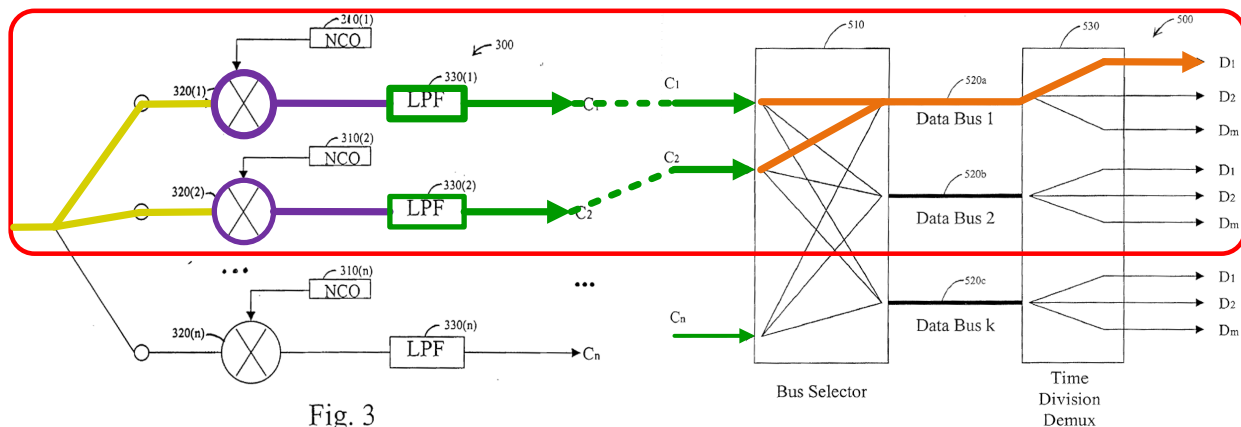 310(1)
NCO
320(1)
330(1)
LPF
300
C₁
C₁
310(2)
NCO
320(2)
330(2)
LPF
C₂
C₂
...
...
310(n)
NCO
320(n)
330(n)
LPF
Cn
Cn
Fig. 3
510
530
500
520a
Data Bus 1
D1
D2
Dm
520b
Data Bus 2
D1
D2
Dm
520c
Data Bus k
D1
D2
Dm
Bus Selector
Time
Division
Demux